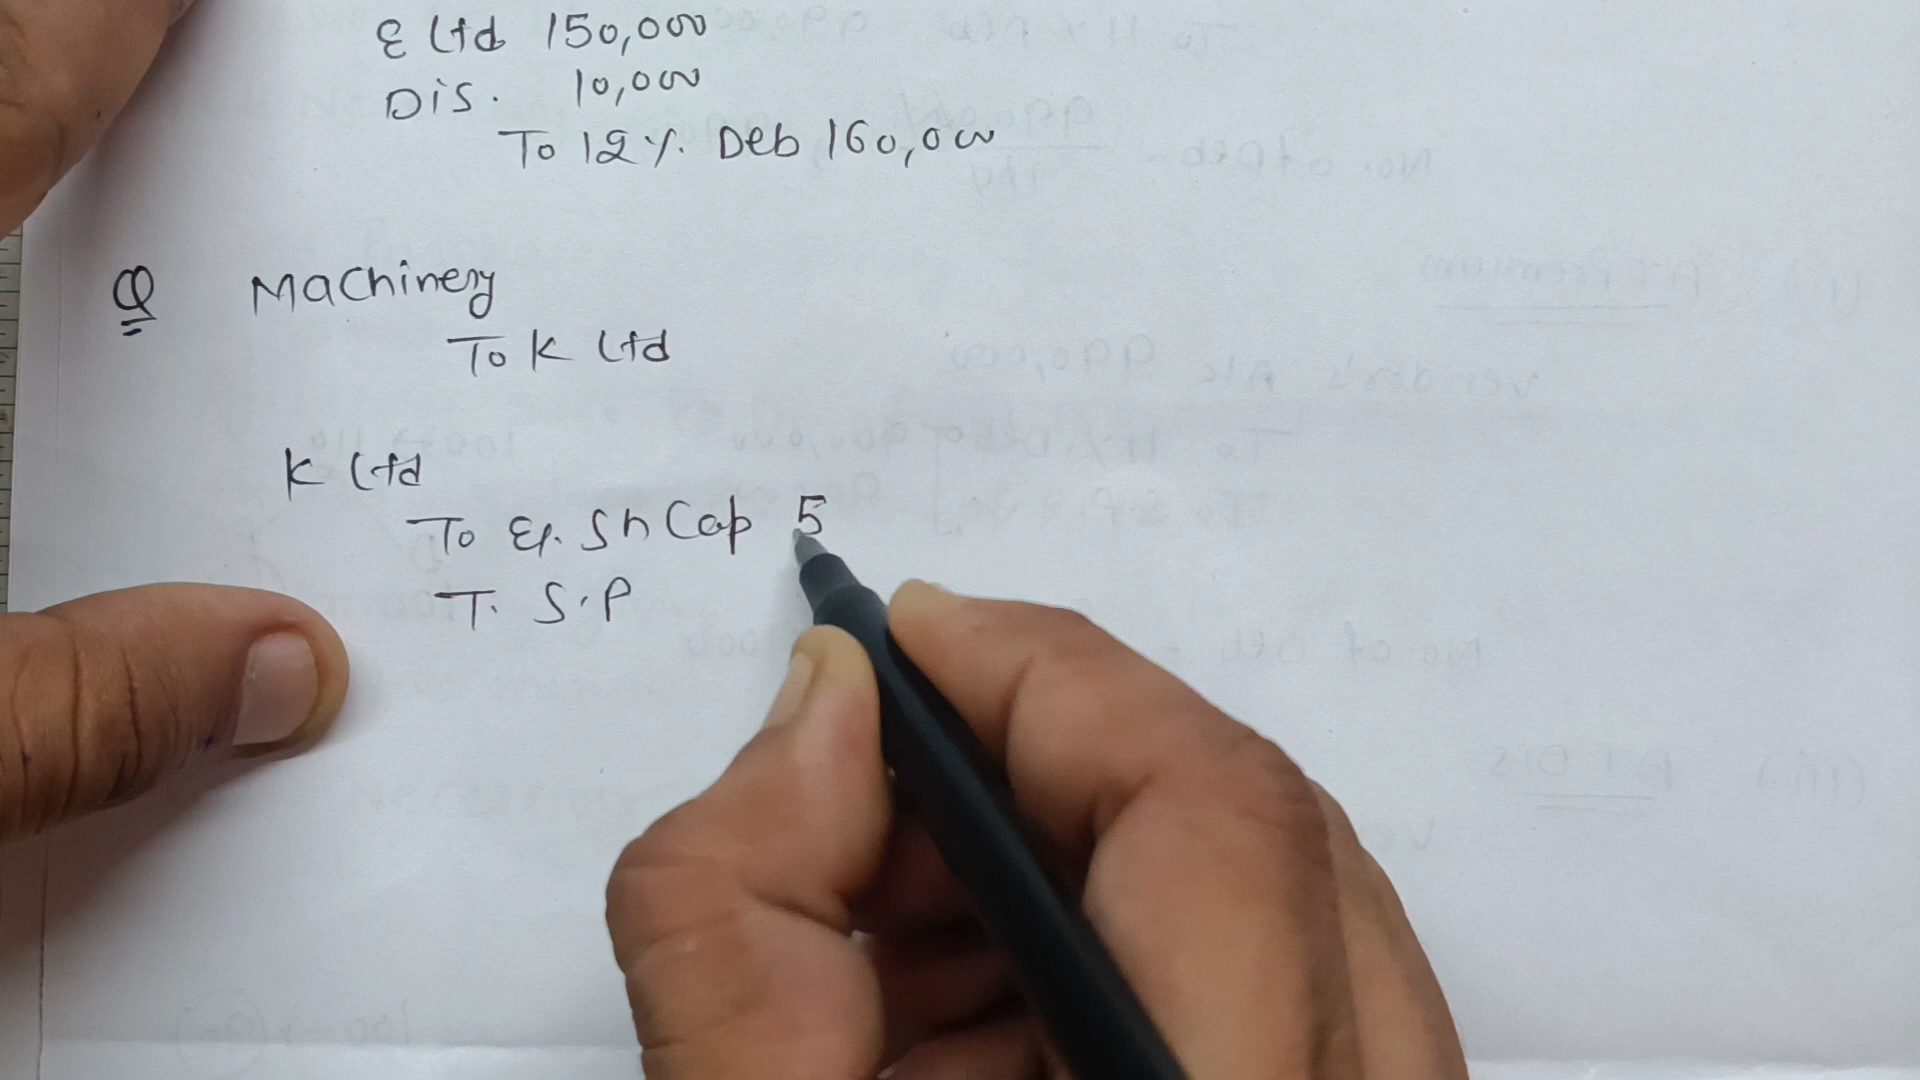 E Ltd 150,000
Dis. 10,000
To 12%. Deb 160,000
Q Machinery
To K Ltd
K Ltd
To Eq. Sh Cap 5
T. S.P